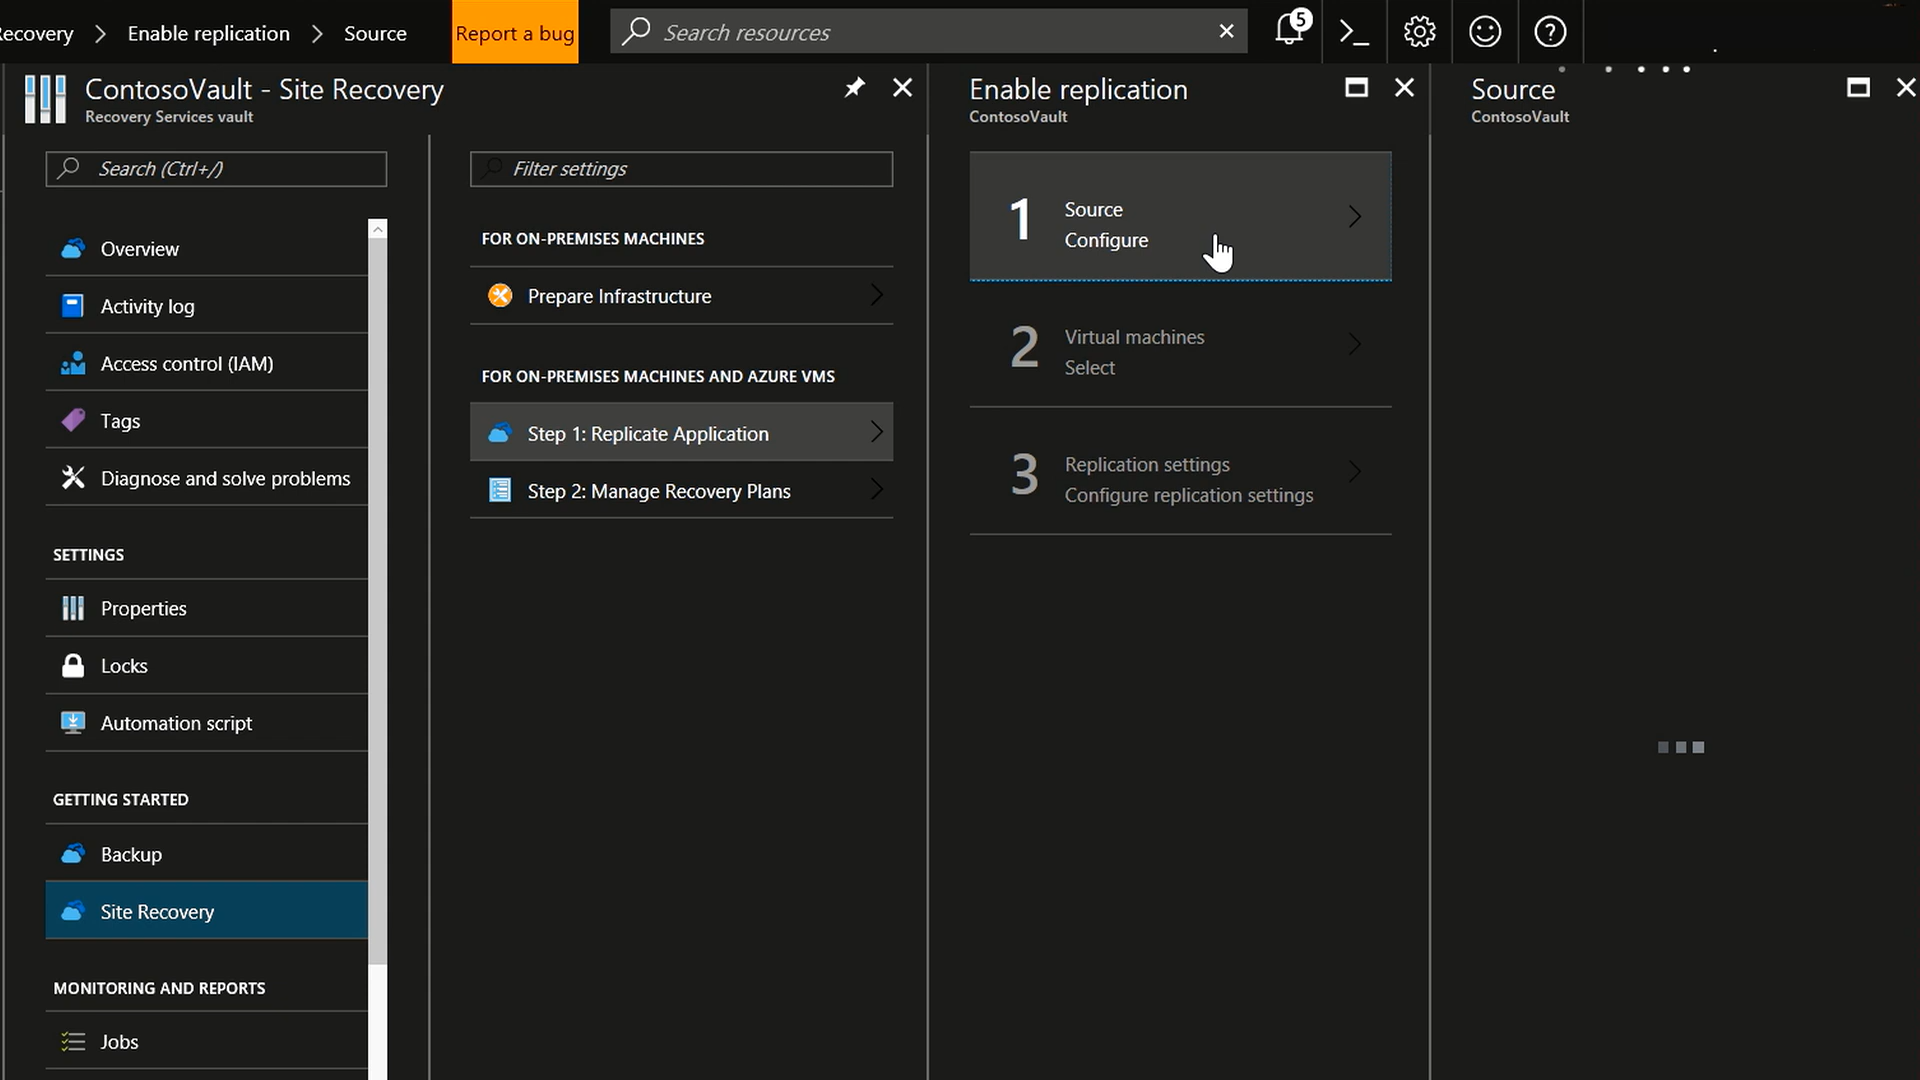 ecovery > Enable replication > Source
Report a bug
Search resources
5
ContosoVault - Site Recovery
Recovery Services vault
Search (Ctrl+/)
Overview
Activity log
Access control (IAM)
Tags
Diagnose and solve problems
SETTINGS
Properties
Locks
Automation script
GETTING STARTED
Backup
Site Recovery
MONITORING AND REPORTS
Jobs
Filter settings
FOR ON-PREMISES MACHINES
Prepare Infrastructure
FOR ON-PREMISES MACHINES AND AZURE VMS
Step 1: Replicate Application
Step 2: Manage Recovery Plans
Enable replication
ContosoVault
1
Source
Configure
2
Virtual machines
Select
3
Replication settings
Configure replication settings
Source
ContosoVault